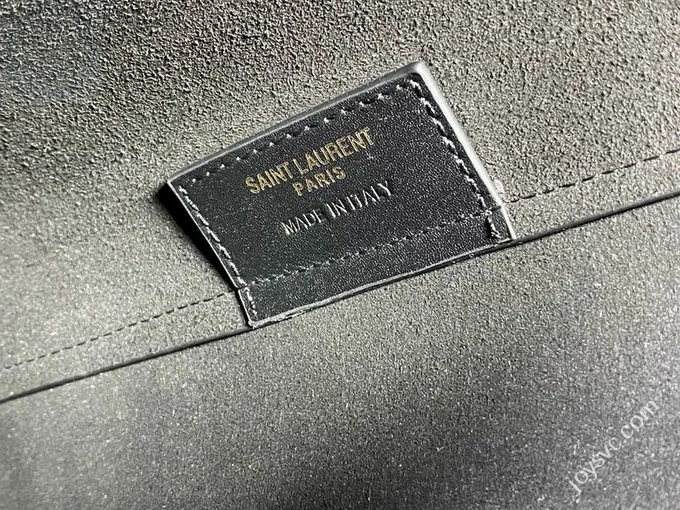 SAINT LAURENT
PARIS
MADE IN ITALY
joysvc.com